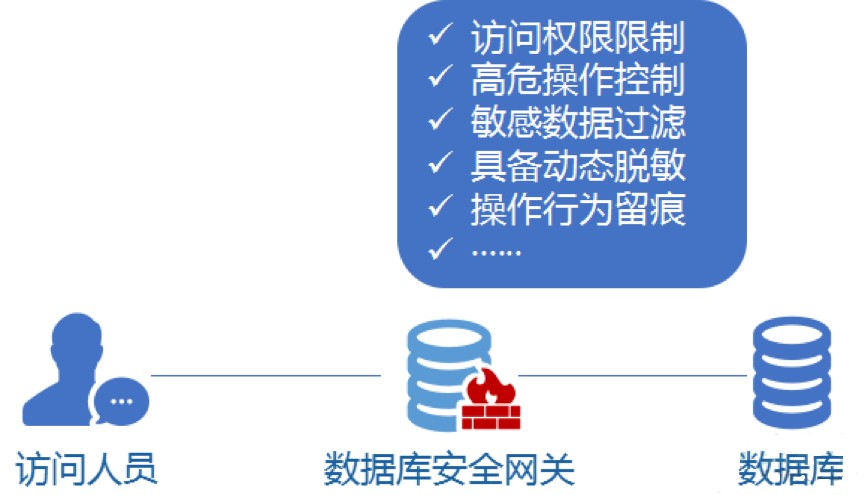 ✓ 访问权限限制
✓ 高危操作控制
✓ 敏感数据过滤
✓ 具备动态脱敏
✓ 操作行为留痕
✓ ······
访问人员
数据库安全网关
数据库